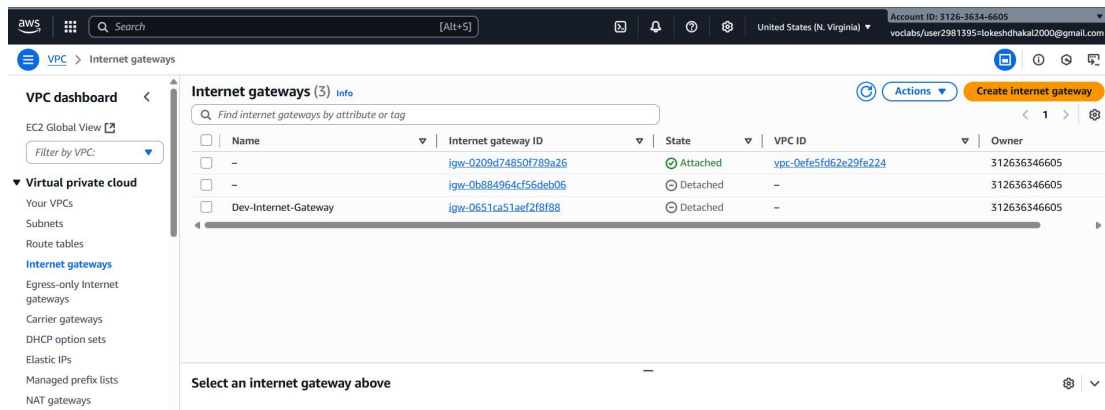 aws
Search [Alt+S]
United States (N. Virginia)
Account ID: 3126-3634-6605
voclabs/user2981395=lokeshdhakal2000@gmail.com
VPC > Internet gateways
VPC dashboard
EC2 Global View
Filter by VPC:
Virtual private cloud
Your VPCs
Subnets
Route tables
Internet gateways
Egress-only Internet
gateways
Carrier gateways
DHCP option sets
Elastic IPs
Managed prefix lists
NAT gateways
Internet gateways (3) Info
Actions
Create internet gateway
Find internet gateways by attribute or tag
< 1 >
Name Internet gateway ID State VPC ID Owner
– igw-0209d74850f789a26 Attached vpc-0efe5fd62e29fe224 312636346605
– igw-0b884964cf56deb06 Detached – 312636346605
Dev-Internet-Gateway igw-0651ca51aef2f8f88 Detached – 312636346605
Select an internet gateway above